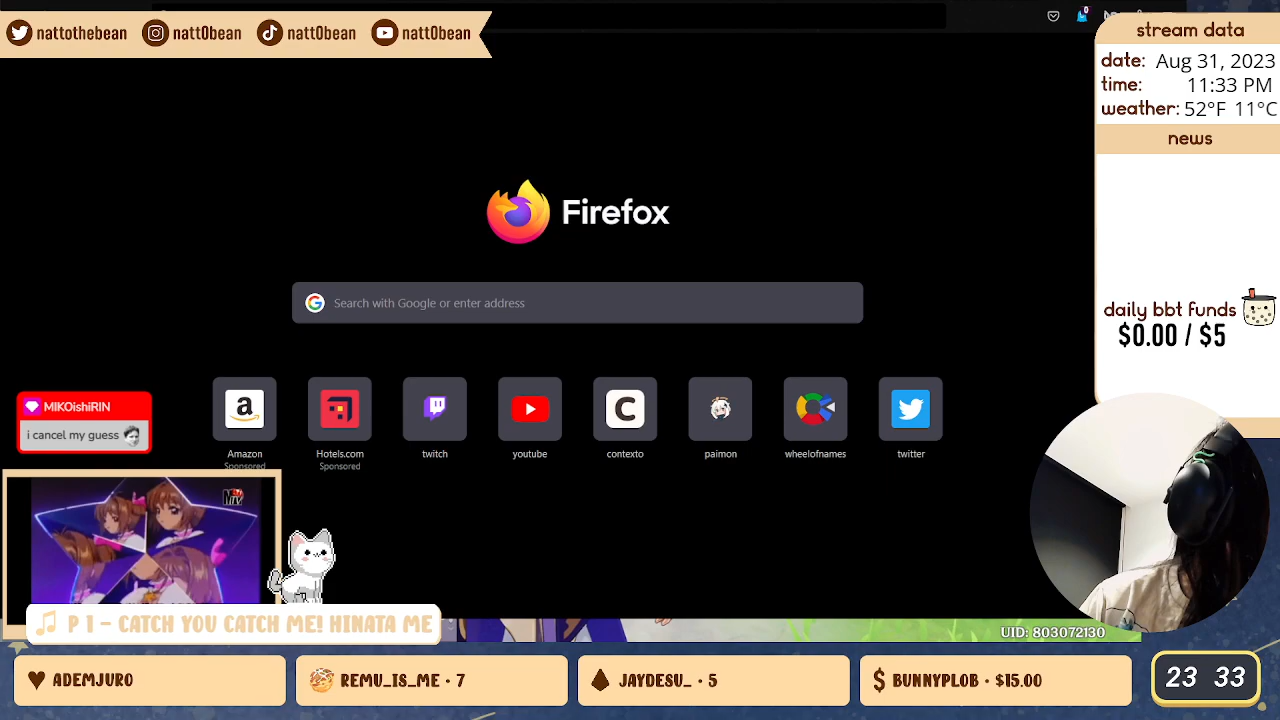 nattothebean
natt0bean
natt0bean
natt0bean
stream data
date: Aug 31, 2023
time: 11:33 PM
weather: 52°F 11°C
news
daily bbt funds
$0.00 / $5
Firefox
Search with Google or enter address
Amazon
Sponsored
Hotels.com
Sponsored
twitch
youtube
contexto
paimon
wheelofnames
twitter
MIKOishiRIN
i cancel my guess
P 1 - CATCH YOU CATCH ME! HINATA ME
UID: 803072130
ADEMJURO
REMU_IS_ME · 7
JAYDESU_ · 5
$ BUNNYPLOB · $15.00
23 33